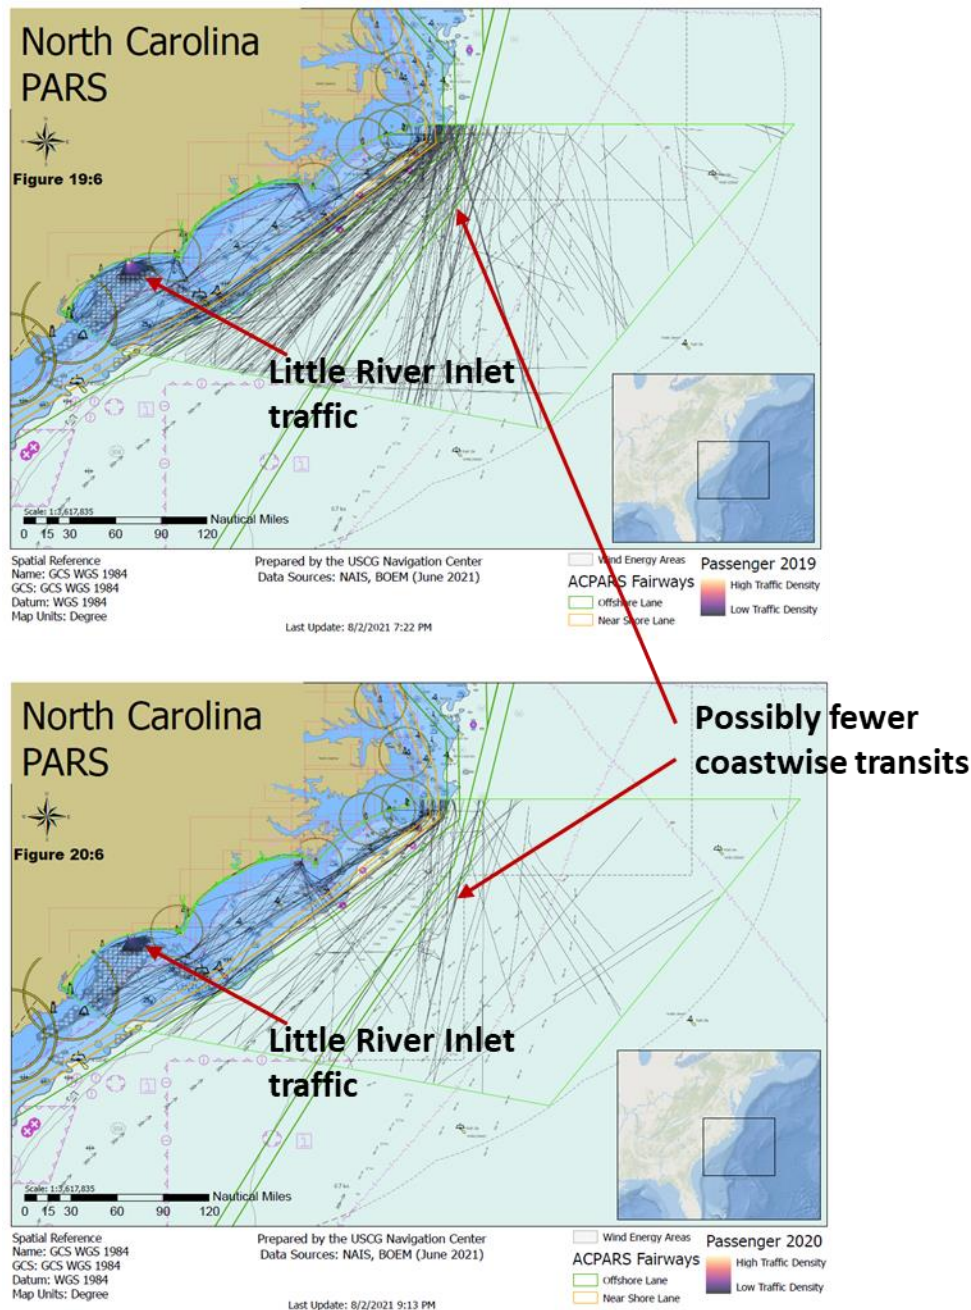 North Carolina
PARS
Figure 19:6
Little River Inlet
traffic
Scale: 1:3,617,835
Nautical Miles
0 15 30 60 90 120
Spatial Reference
Name: GCS WGS 1984
GCS: GCS WGS 1984
Datum: WGS 1984
Map Units: Degree
Prepared by the USCG Navigation Center
Data Sources: NAIS, BOEM (June 2021)
Last Update: 8/2/2021 7:22 PM
Wind Energy Areas
ACPARS Fairways
Offshore Lane
Near Shore Lane
Passenger 2019
High Traffic Density
Low Traffic Density
Possibly fewer
coastwise transits
North Carolina
PARS
Figure 20:6
Little River Inlet
traffic
Scale: 1:3,617,835
Nautical Miles
0 15 30 60 90 120
Spatial Reference
Name: GCS WGS 1984
GCS: GCS WGS 1984
Datum: WGS 1984
Map Units: Degree
Prepared by the USCG Navigation Center
Data Sources: NAIS, BOEM (June 2021)
Last Update: 8/2/2021 9:13 PM
Wind Energy Areas
ACPARS Fairways
Offshore Lane
Near Shore Lane
Passenger 2020
High Traffic Density
Low Traffic Density